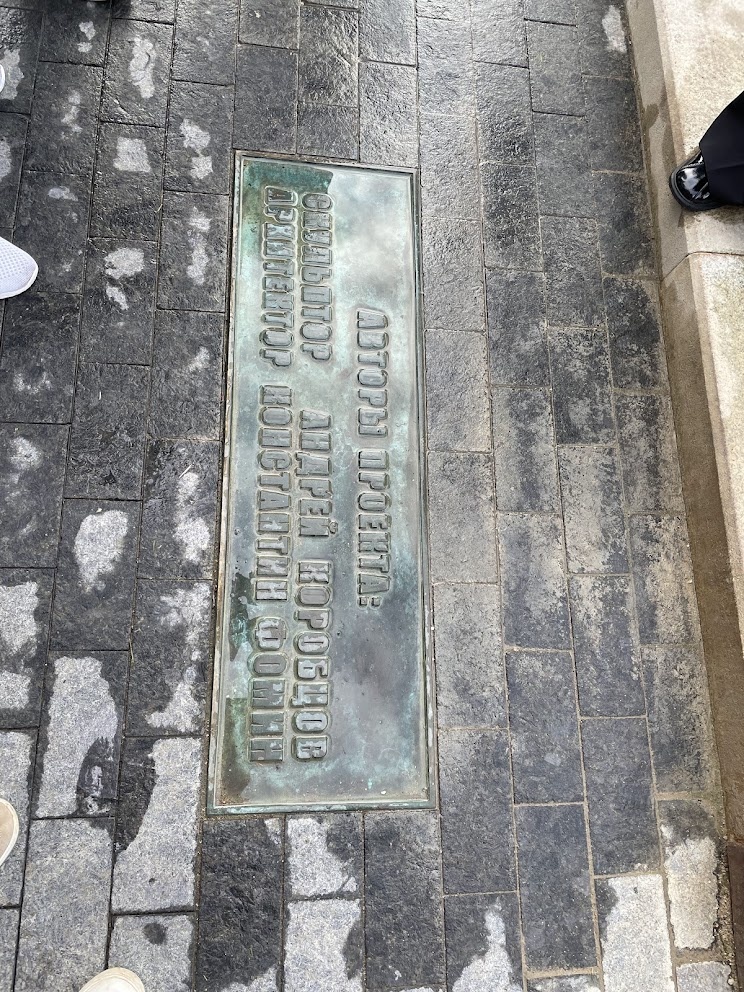 АВТОРЫ ПРОЕКТА:
СКУЛЬПТОР АНДРЕЙ КОРОБЦОВ
АРХИТЕКТОР КОНСТАНТИН ФОМИН